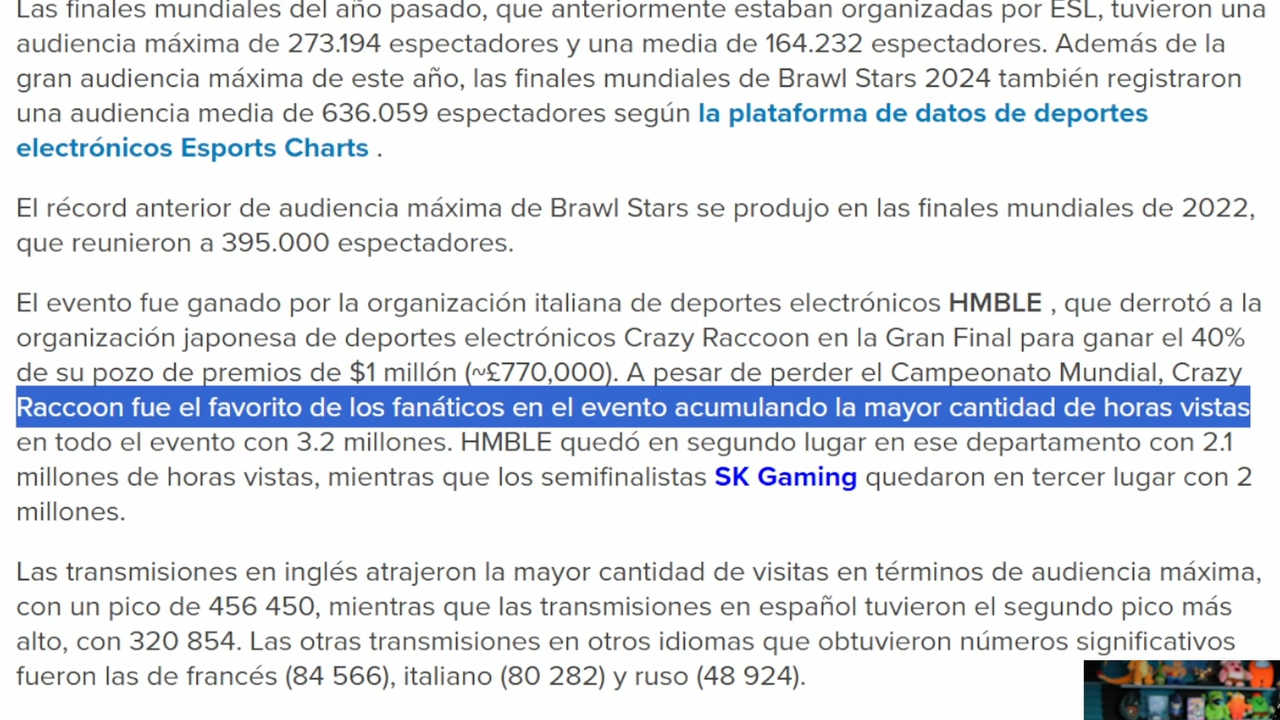 Las finales mundiales del año pasado, que anteriormente estaban organizadas por ESL, tuvieron una
audiencia máxima de 273.194 espectadores y una media de 164.232 espectadores. Además de la
gran audiencia máxima de este año, las finales mundiales de Brawl Stars 2024 también registraron
una audiencia media de 636.059 espectadores según la plataforma de datos de deportes
electrónicos Esports Charts .
El récord anterior de audiencia máxima de Brawl Stars se produjo en las finales mundiales de 2022,
que reunieron a 395.000 espectadores.
El evento fue ganado por la organización italiana de deportes electrónicos HMBLE , que derrotó a la
organización japonesa de deportes electrónicos Crazy Raccoon en la Gran Final para ganar el 40%
de su pozo de premios de $1 millón (~£770,000). A pesar de perder el Campeonato Mundial, Crazy
Raccoon fue el favorito de los fanáticos en el evento acumulando la mayor cantidad de horas vistas
en todo el evento con 3.2 millones. HMBLE quedó en segundo lugar en ese departamento con 2.1
millones de horas vistas, mientras que los semifinalistas SK Gaming quedaron en tercer lugar con 2
millones.
Las transmisiones en inglés atrajeron la mayor cantidad de visitas en términos de audiencia máxima,
con un pico de 456 450, mientras que las transmisiones en español tuvieron el segundo pico más
alto, con 320 854. Las otras transmisiones en otros idiomas que obtuvieron números significativos
fueron las de francés (84 566), italiano (80 282) y ruso (48 924).